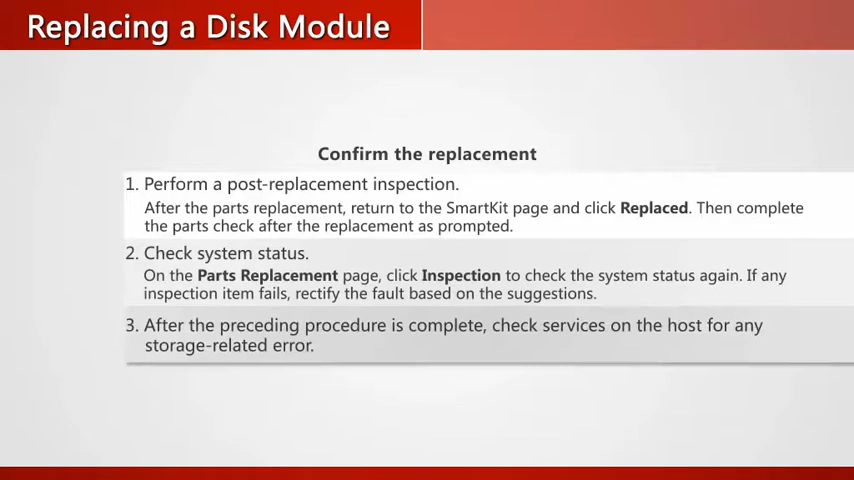 Replacing a Disk Module
Confirm the replacement
1. Perform a post-replacement inspection.
After the parts replacement, return to the SmartKit page and click Replaced. Then complete
the parts check after the replacement as prompted.
2. Check system status.
On the Parts Replacement page, click Inspection to check the system status again. If any
inspection item fails, rectify the fault based on the suggestions.
3. After the preceding procedure is complete, check services on the host for any
storage-related error.